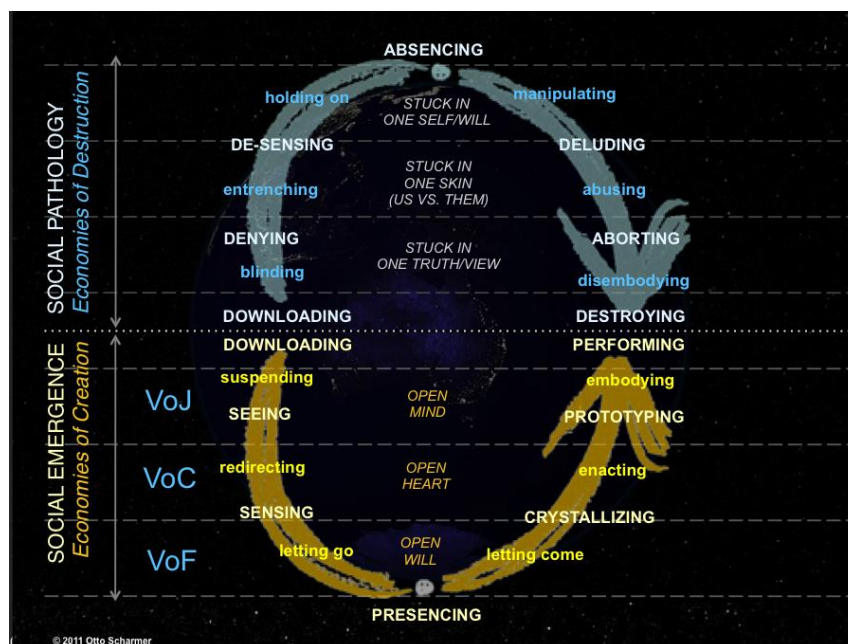 ABSENCING
holding on
manipulating
STUCK IN
ONE SELF/WILL
DE-SENSING
DELUDING
STUCK IN
ONE SKIN
(US VS. THEM)
entrenching
abusing
DENYING
ABORTING
STUCK IN
ONE TRUTH/VIEW
blinding
disembodying
DOWNLOADING
DESTROYING
SOCIAL PATHOLOGY
Economies of Destruction
DOWNLOADING
PERFORMING
suspending
embodying
VoJ
OPEN
MIND
SEEING
PROTOTYPING
VoC
redirecting
OPEN
HEART
enacting
SENSING
CRYSTALLIZING
VoF
letting go
OPEN
WILL
letting come
PRESENCING
SOCIAL EMERGENCE
Economies of Creation
( © 2011 Otto Scharmer